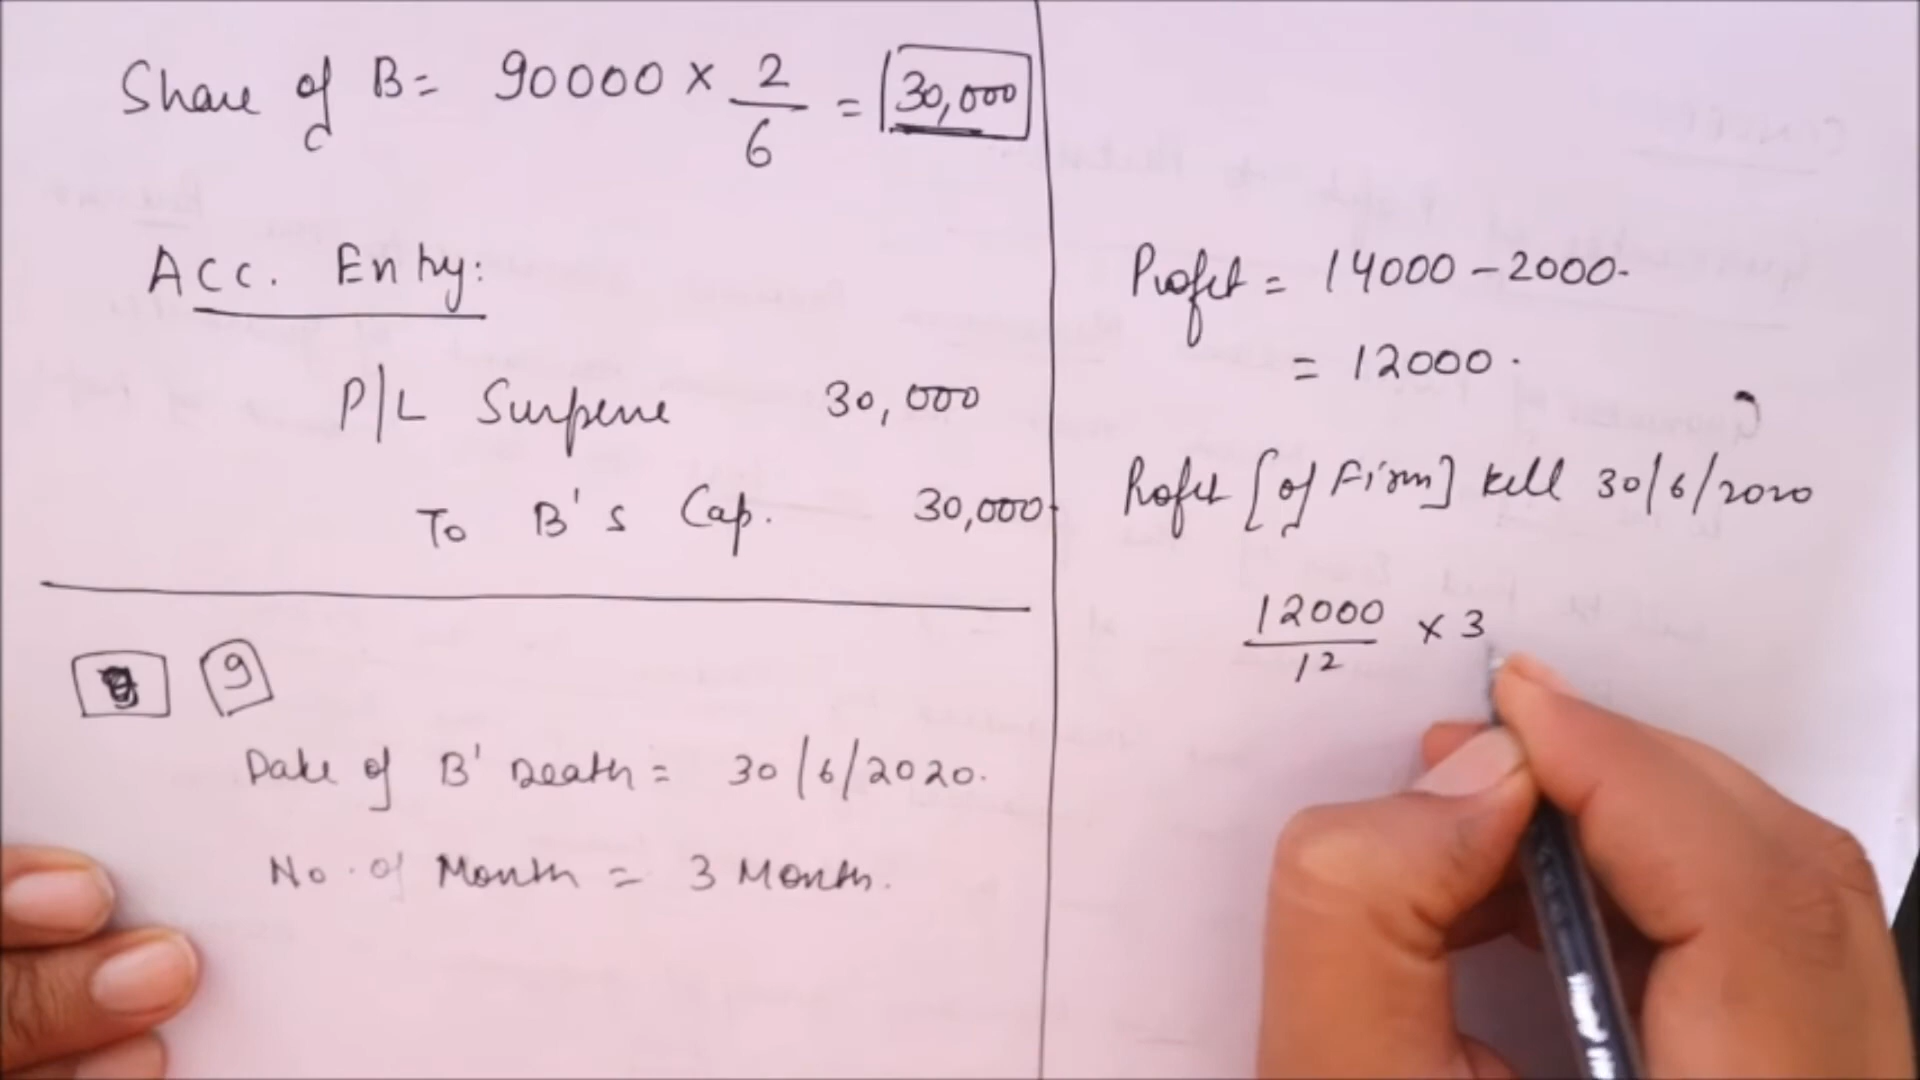 Share of B = 90000 × 2/6 = 30,000
Acc. Entry:
P/L Suspense 30,000
To B's Cap. 30,000
9
Date of B' Death = 30/6/2020.
No. of Month = 3 Month.
Profit = 14000 - 2000.
= 12000.
Profit [of Firm] till 30/6/2020
12000/12 × 3